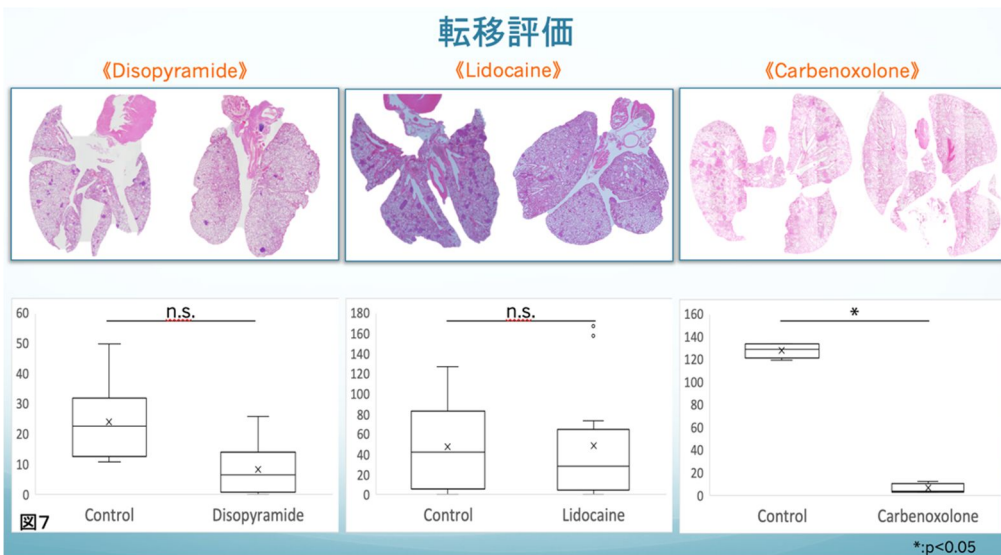 転移評価
《Disopyramide》
《Lidocaine》
《Carbenoxolone》
n.s.
60
50
40
30
20
10
0
Control
Disopyramide
図7
n.s.
180
160
140
120
100
80
60
40
20
0
Control
Lidocaine
*
160
140
120
100
80
60
40
20
0
Control
Carbenoxolone
*:p<0.05